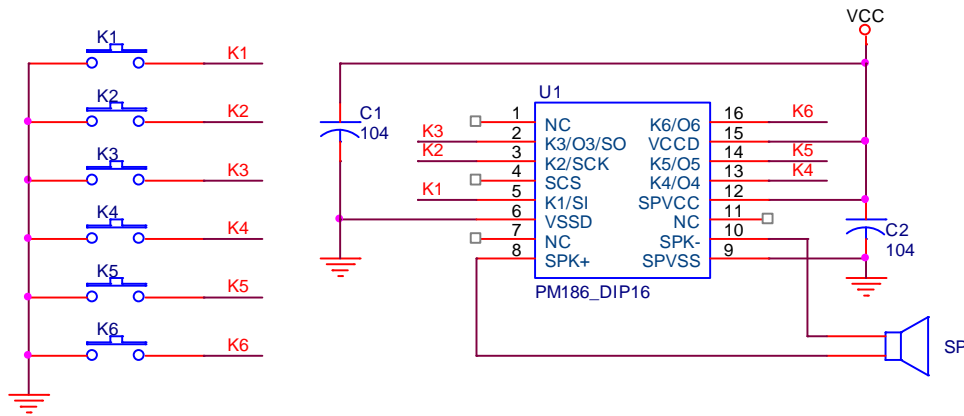 VCC
K1
K1
K2
K2
K3
K3
K4
K4
K5
K5
K6
K6
C1
104
U1
PM186_DIP16
1 NC
K3 2 K3/O3/SO
K2 3 K2/SCK
4 SCS
K1 5 K1/SI
6 VSSD
7 NC
8 SPK+
K6/O6 16 K6
VCCD 15
K5/O5 14 K5
K4/O4 13 K4
SPVCC 12
NC 11
SPK- 10
SPVSS 9
C2
104
SP